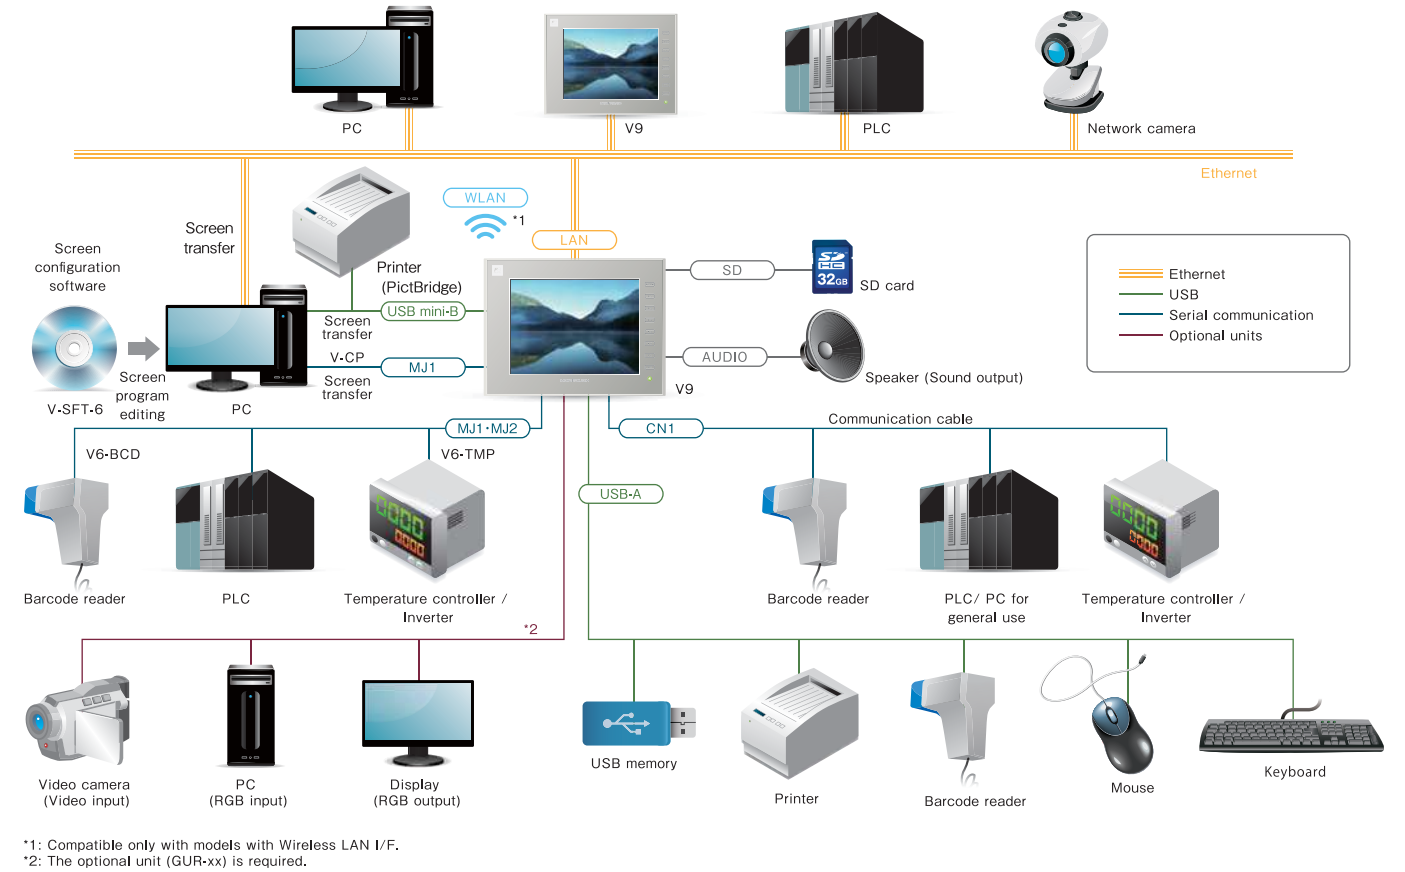 PC
V9
PLC
Network camera
Ethernet
WLAN
*1
LAN
Screen
transfer
Screen
configuration
software
Printer
(PictBridge)
USB mini-B
Screen
transfer
V-CP
MJ1
Screen
transfer
Screen
program
editing
V-SFT-6
PC
SD
32GB
SD card
AUDIO
Speaker (Sound output)
V9
Ethernet
USB
Serial communication
Optional units
MJ1・MJ2
CN1
Communication cable
V6-BCD
V6-TMP
USB-A
Barcode reader
PLC
Temperature controller /
Inverter
Barcode reader
PLC/ PC for
general use
Temperature controller /
Inverter
*2
Video camera
(Video input)
PC
(RGB input)
Display
(RGB output)
USB memory
Printer
Barcode reader
Mouse
Keyboard
*1: Compatible only with models with Wireless LAN I/F.
*2: The optional unit (GUR-xx) is required.